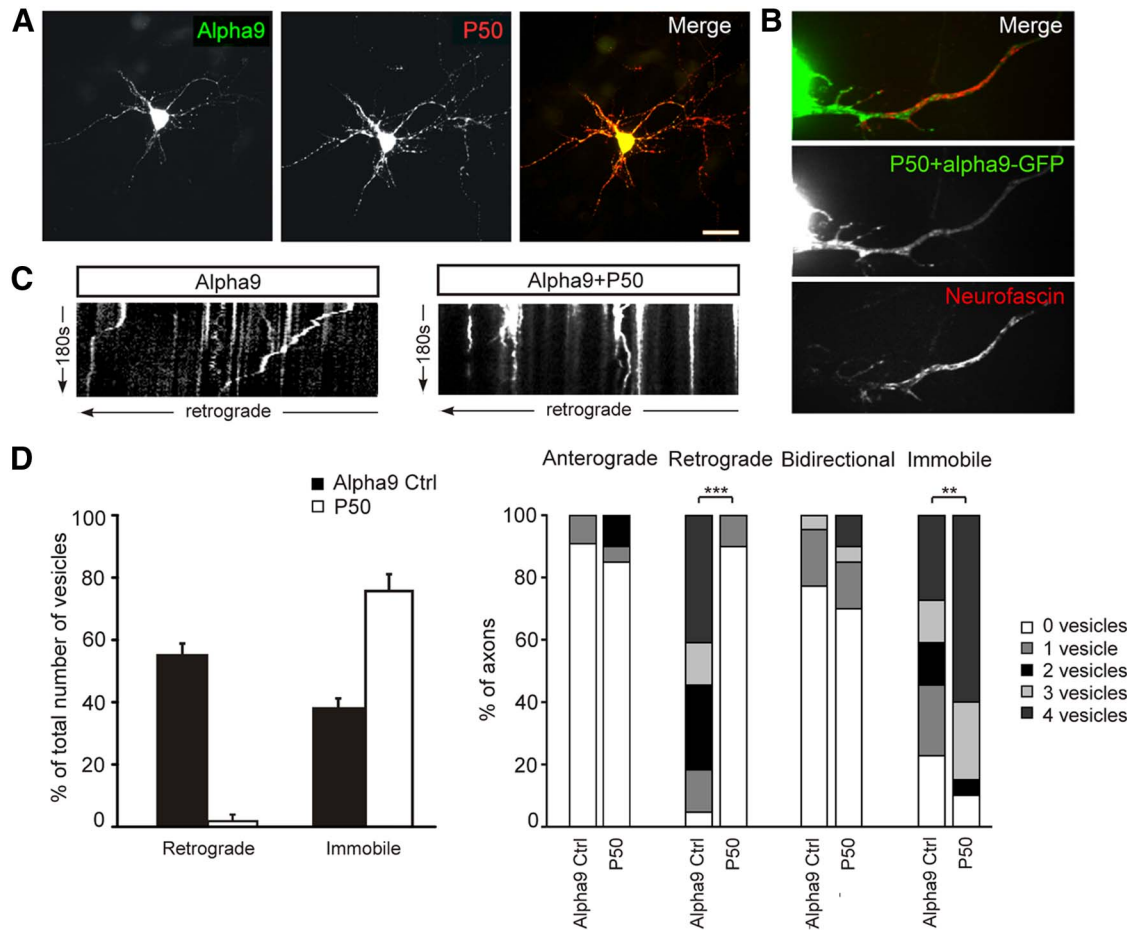 A
Alpha9
P50
Merge
B
Merge
P50+alpha9-GFP
Neurofascin
C
Alpha9
180s
retrograde
Alpha9+P50
180s
retrograde
D
Alpha9 Ctrl
P50
% of total number of vesicles
100
80
60
40
20
0
Retrograde
Immobile
Anterograde
Retrograde
Bidirectional
Immobile
***
**
% of axons
100
80
60
40
20
0
Alpha9 Ctrl
P50
Alpha9 Ctrl
P50
Alpha9 Ctrl
P50
Alpha9 Ctrl
P50
0 vesicles
1 vesicle
2 vesicles
3 vesicles
4 vesicles